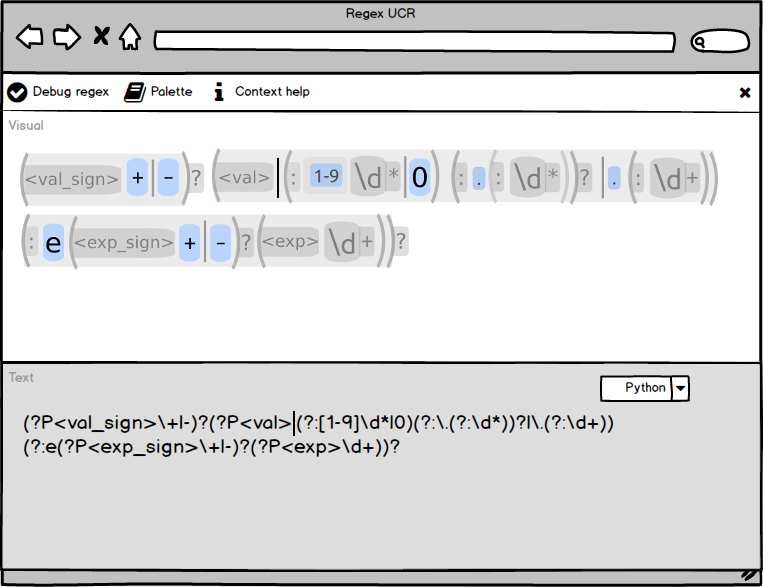 Regex UCR
Debug regex Palette Context help
Visual
(<val_sign> +|-)? (<val> (: 1-9 \d*|0) (: . (: \d*))? | . (: \d+))
(: e (<exp_sign> +|-)? (<exp> \d+))?
Text
Python
(?P<val_sign>\+|-)?(?P<val>(?:[1-9]\d*|0)(?:\.(?:\d*))?|\.(?:\d+))
(?:e(?P<exp_sign>\+|-)?(?P<exp>\d+))?